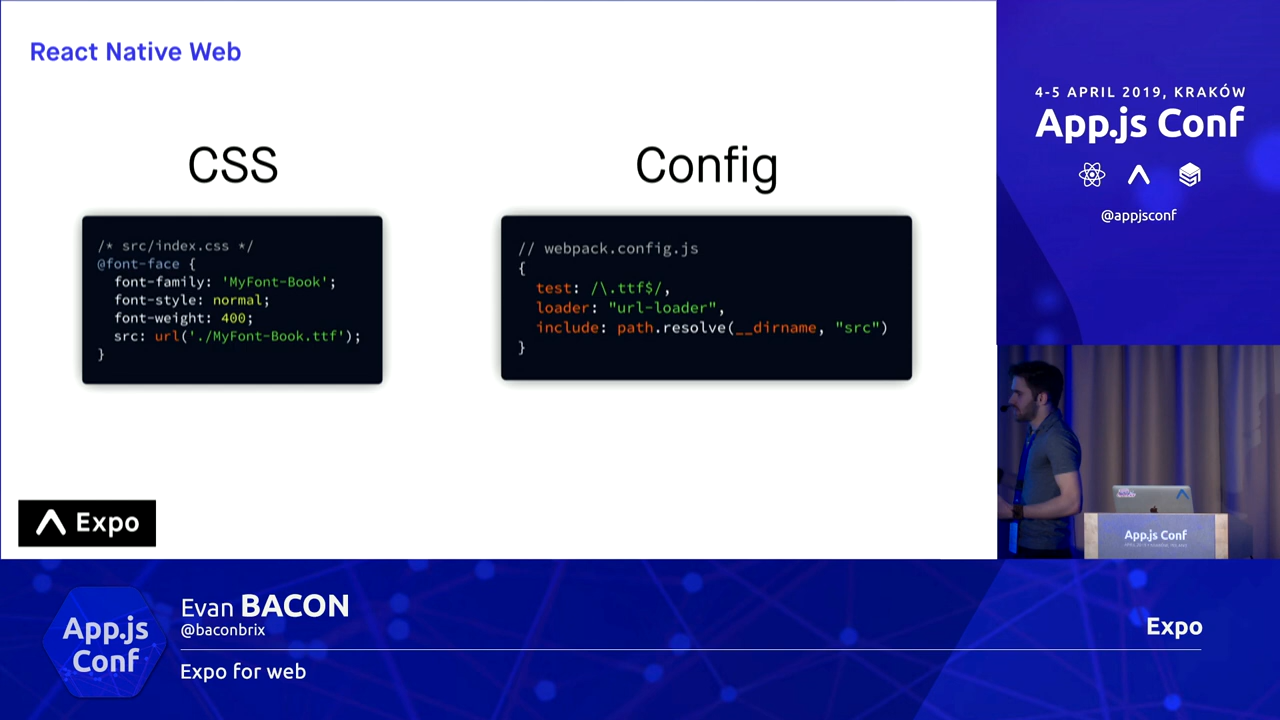 React Native Web
CSS
/* src/index.css */
@font-face {
font-family: 'MyFont-Book';
font-style: normal;
font-weight: 400;
src: url('./MyFont-Book.ttf');
}
Config
// webpack.config.js
{
test: /\.ttf$/,
loader: "url-loader",
include: path.resolve(__dirname, "src")
}
Expo
4-5 APRIL 2019, KRAKÓW
App.js Conf
@appjsconf
App.js Conf
App.js
Conf
Evan BACON
@baconbrix
Expo for web
Expo